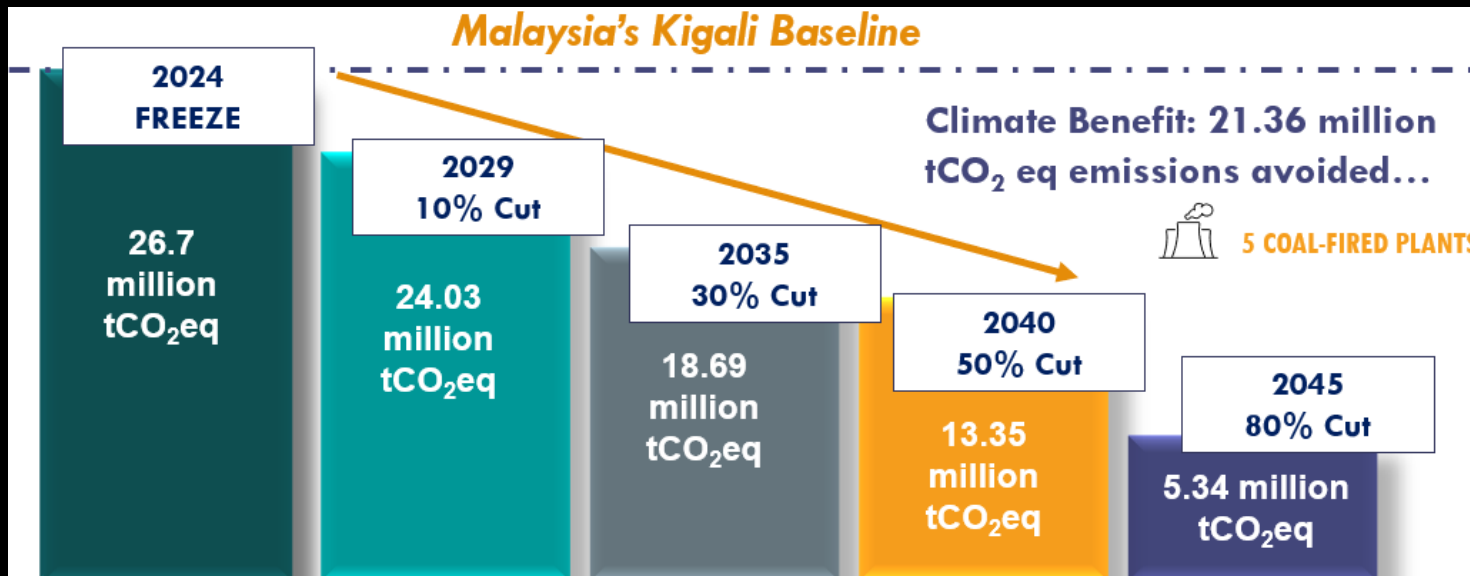 Malaysia's Kigali Baseline
2024
FREEZE
26.7
million
tCO₂eq
2029
10% Cut
24.03
million
tCO₂eq
2035
30% Cut
18.69
million
tCO₂eq
2040
50% Cut
13.35
million
tCO₂eq
2045
80% Cut
5.34 million
tCO₂eq
Climate Benefit: 21.36 million
tCO₂ eq emissions avoided...
5 COAL-FIRED PLANTS